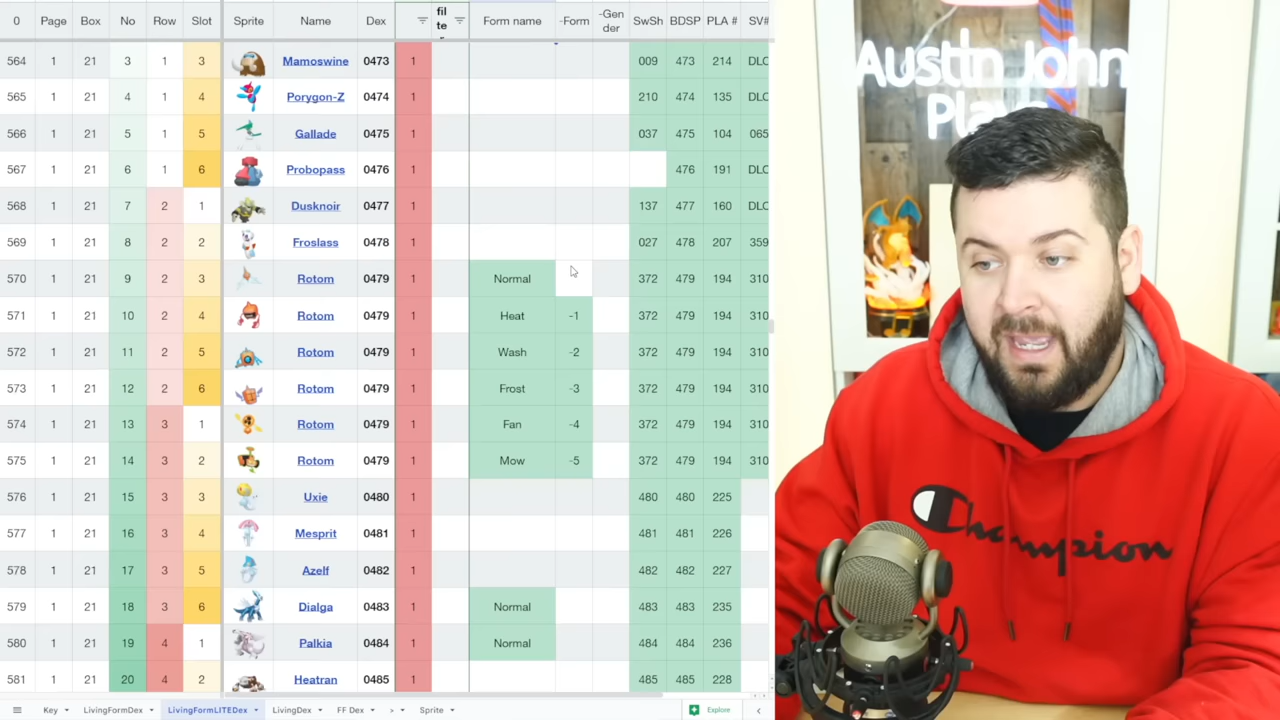 0 Page Box No Row Slot Sprite Name Dex filte Form name -Form -Gender SwSh BDSP PLA # SV#
564 1 21 3 1 3 Mamoswine 0473 1 009 473 214 DLC
565 1 21 4 1 4 Porygon-Z 0474 1 210 474 135 DLC
566 1 21 5 1 5 Gallade 0475 1 037 475 104 065
567 1 21 6 1 6 Probopass 0476 1 476 191 DLC
568 1 21 7 2 1 Dusknoir 0477 1 137 477 160 DLC
569 1 21 8 2 2 Froslass 0478 1 027 478 207 359
570 1 21 9 2 3 Rotom 0479 1 Normal 372 479 194 310
571 1 21 10 2 4 Rotom 0479 1 Heat -1 372 479 194 310
572 1 21 11 2 5 Rotom 0479 1 Wash -2 372 479 194 310
573 1 21 12 2 6 Rotom 0479 1 Frost -3 372 479 194 310
574 1 21 13 3 1 Rotom 0479 1 Fan -4 372 479 194 310
575 1 21 14 3 2 Rotom 0479 1 Mow -5 372 479 194 310
576 1 21 15 3 3 Uxie 0480 1 480 480 225
577 1 21 16 3 4 Mesprit 0481 1 481 481 226
578 1 21 17 3 5 Azelf 0482 1 482 482 227
579 1 21 18 3 6 Dialga 0483 1 Normal 483 483 235
580 1 21 19 4 1 Palkia 0484 1 Normal 484 484 236
581 1 21 20 4 2 Heatran 0485 1 485 485 228
Key LivingFormDex LivingFormLITEDex LivingDex FF Dex > Sprite Explore
Austin John
Plays
Champion